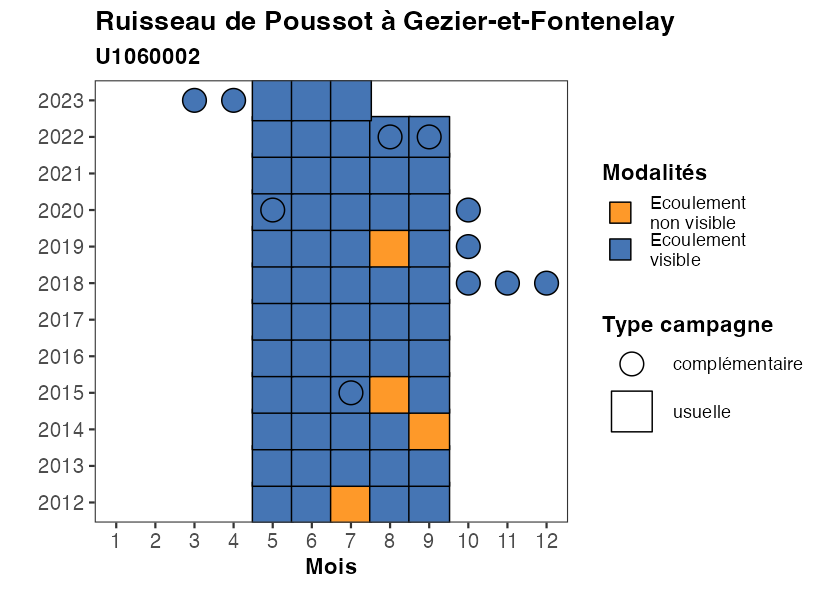 Ruisseau de Poussot à Gezier-et-Fontenelay
U1060002
2023
2022
2021
2020
2019
2018
2017
2016
2015
2014
2013
2012
1 2 3 4 5 6 7 8 9 10 11 12
Mois
Modalités
Ecoulement
non visible
Ecoulement
visible
Type campagne
complémentaire
usuelle